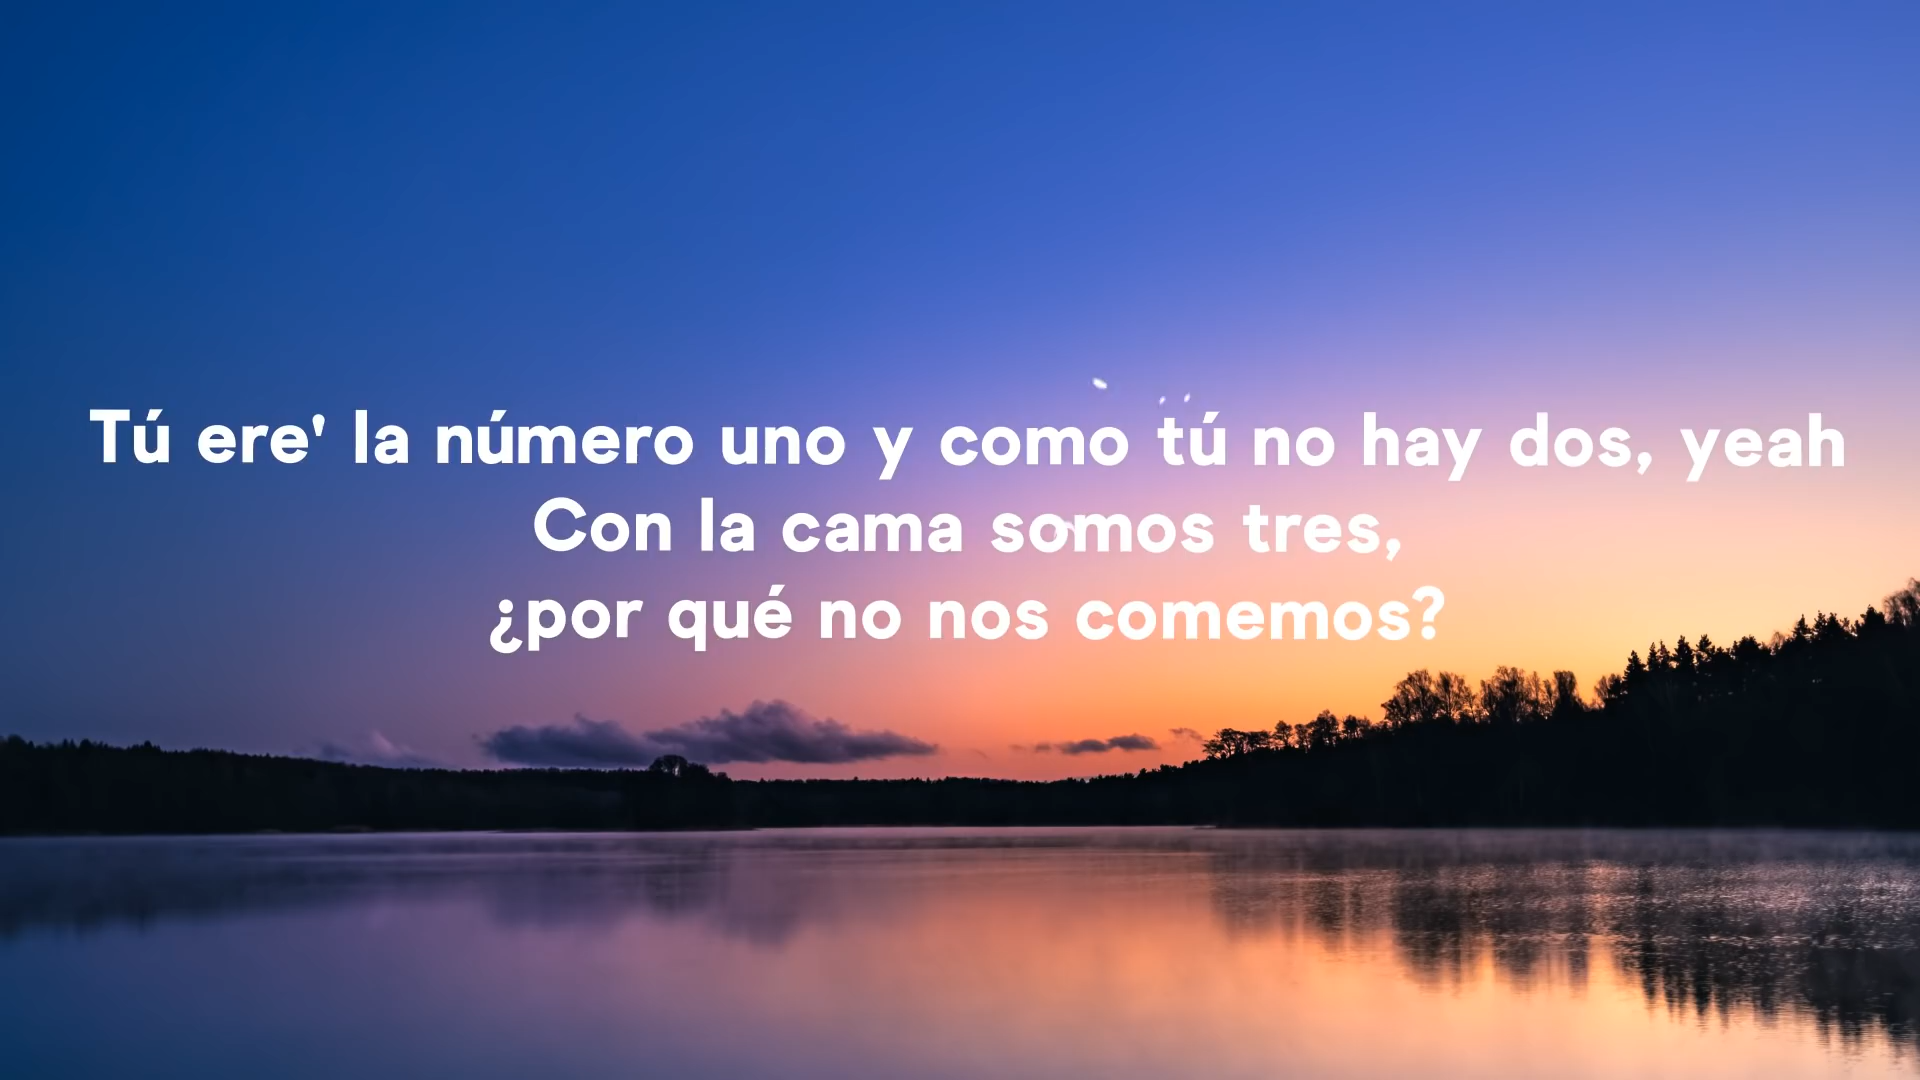 Tú ere' la número uno y como tú no hay dos, yeah
Con la cama somos tres,
¿por qué no nos comemos?